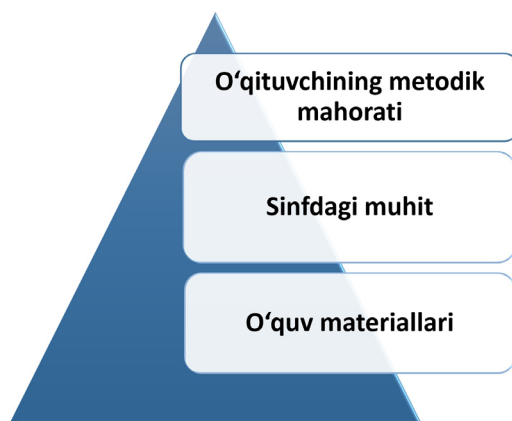 O‘qituvchining metodik
mahorati
Sinfdagi muhit
O‘quv materiallari